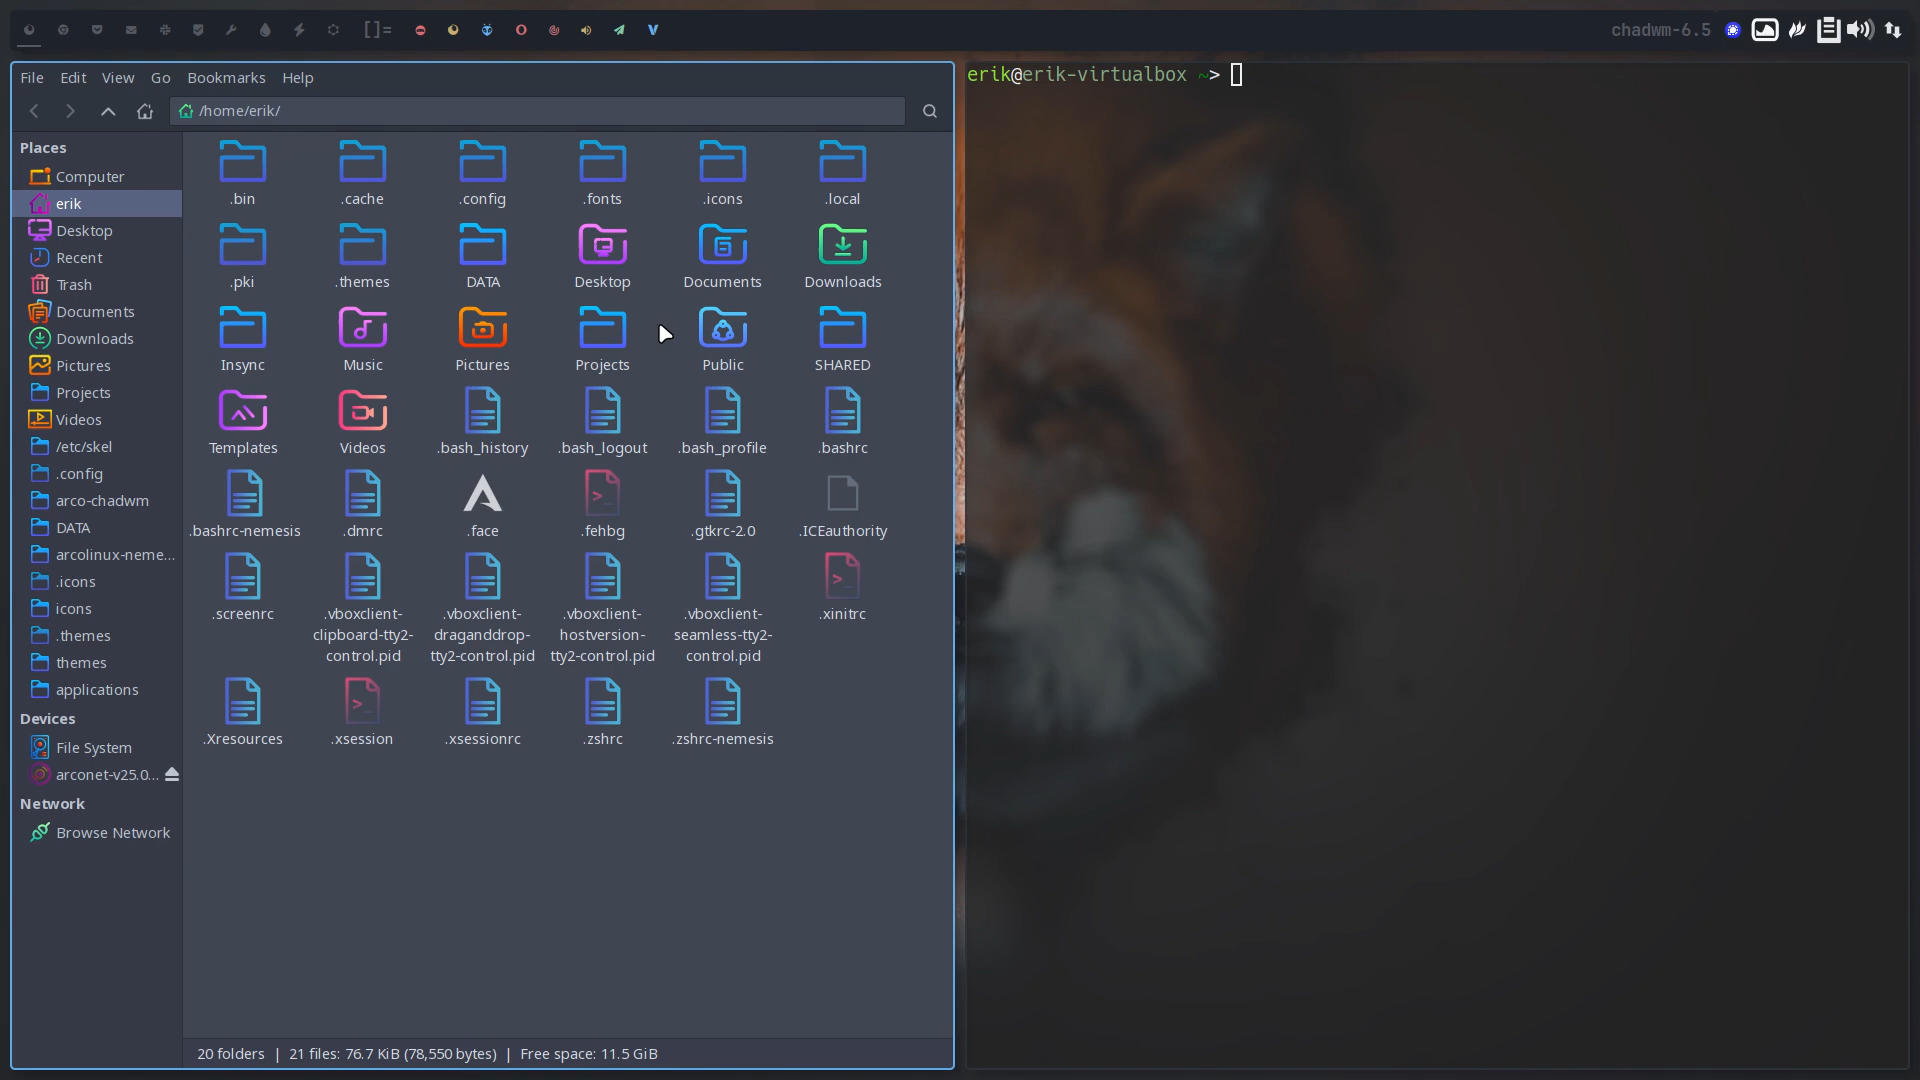 []=
chadwm-6.5
File Edit View Go Bookmarks Help
/home/erik/
Places
Computer
erik
Desktop
Recent
Trash
Documents
Downloads
Pictures
Projects
Videos
/etc/skel
.config
arco-chadwm
DATA
arcolinux-neme...
.icons
icons
.themes
themes
applications
Devices
File System
arconet-v25.0...
Network
Browse Network
.bin .cache .config .fonts .icons .local
.pki .themes DATA Desktop Documents Downloads
Insync Music Pictures Projects Public SHARED
Templates Videos .bash_history .bash_logout .bash_profile .bashrc
.bashrc-nemesis .dmrc .face .fehbg .gtkrc-2.0 .ICEauthority
.screenrc
.vboxclient-
clipboard-tty2-
control.pid
.vboxclient-
draganddrop-
tty2-control.pid
.vboxclient-
hostversion-
tty2-control.pid
.vboxclient-
seamless-tty2-
control.pid
.xinitrc
.Xresources .xsession .xsessionrc .zshrc .zshrc-nemesis
20 folders | 21 files: 76.7 KiB (78,550 bytes) | Free space: 11.5 GiB
erik@erik-virtualbox ~>